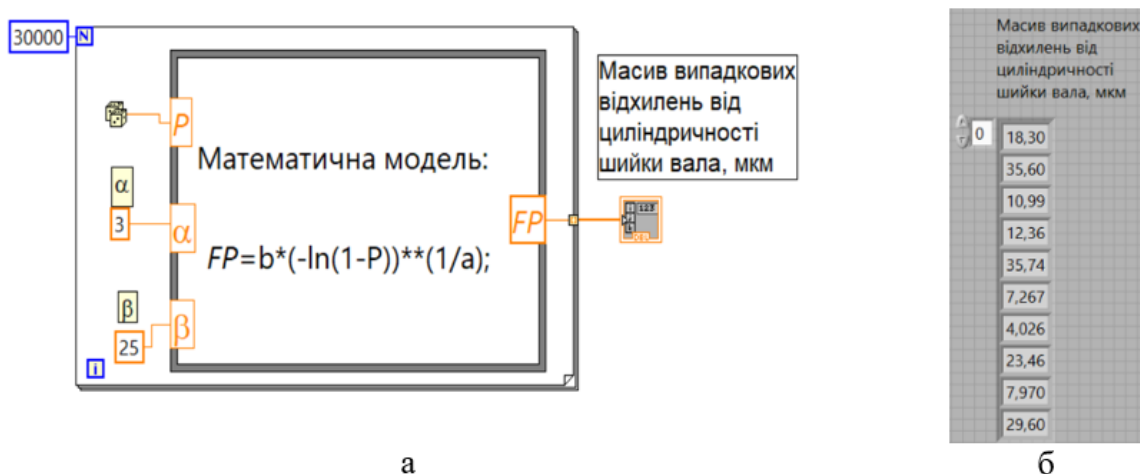 30000
N
P
Математична модель:
α
3
α
FP=b*(-ln(1-P))**(1/a);
β
25
β
i
FP
Масив випадкових
відхилень від
циліндричності
шийки вала, мкм
123
DBL
а
Масив випадкових
відхилень від
циліндричності
шийки вала, мкм
0
18,30
35,60
10,99
12,36
35,74
7,267
4,026
23,46
7,970
29,60
б